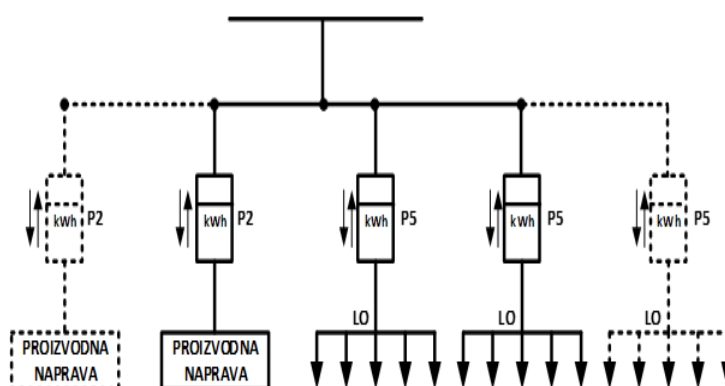 kWh P2
kWh P2
kWh P5
kWh P5
kWh P5
LO
LO
LO
PROIZVODNA
NAPRAVA
PROIZVODNA
NAPRAVA